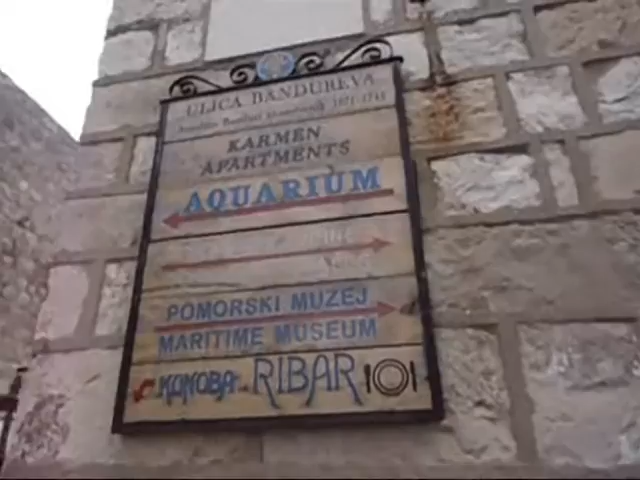 ULICA BANDUREVA
KARMEN
APARTMENTS
AQUARIUM
POMORSKI MUZEJ
MARITIME MUSEUM
KONOBA RIBAR